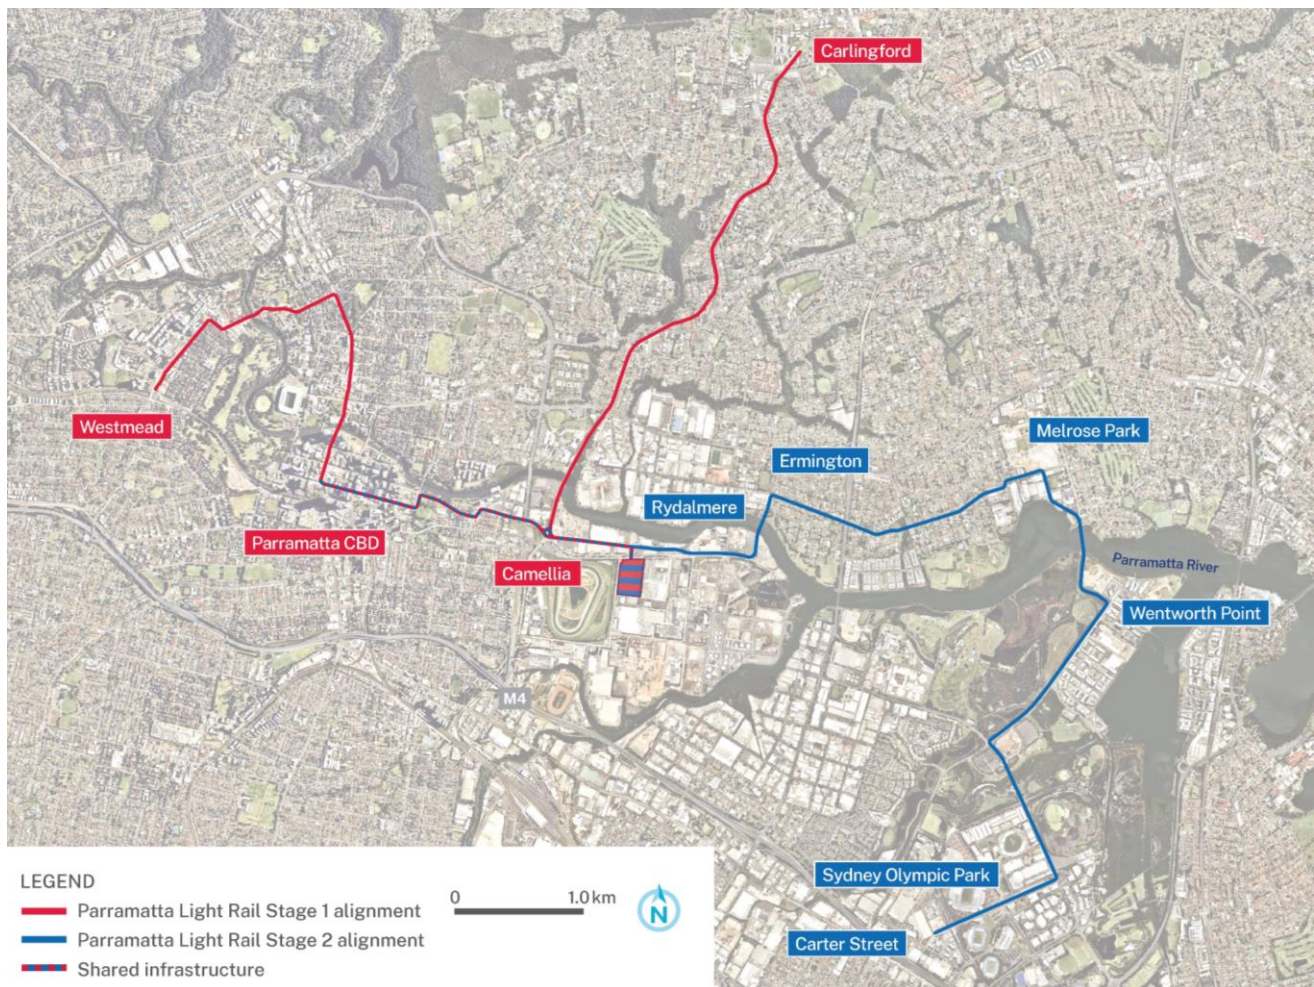 Carlingford
Westmead
Melrose Park
Ermington
Rydalmere
Parramatta CBD
Camellia
Parramatta River
Wentworth Point
M4
Sydney Olympic Park
Carter Street
LEGEND
Parramatta Light Rail Stage 1 alignment
Parramatta Light Rail Stage 2 alignment
Shared infrastructure
0 1.0 km
N